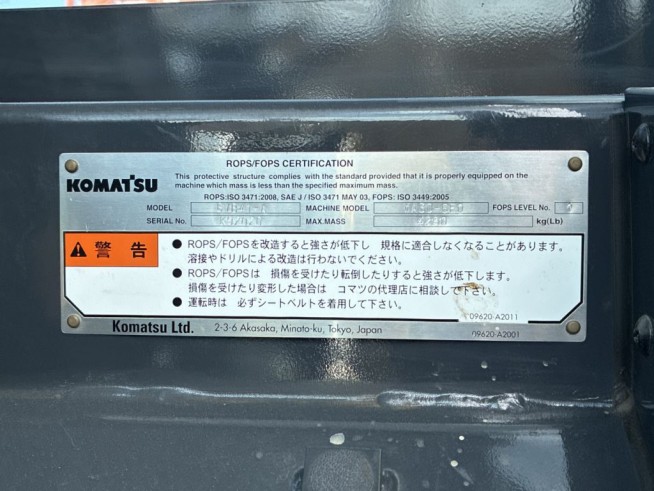 ROPS/FOPS CERTIFICATION
KOMATSU
This protective structure complies with the standard provided that it is properly equipped on the
machine which mass is less than the specified maximum mass.
ROPS:ISO 3471:2008, SAE J / ISO 3471 MAY 03, FOPS: ISO 3449:2005
MODEL MACHINE MODEL FOPS LEVEL No. 2
SERIAL No. MAX.MASS kg(Lb)
警告
● ROPS/FOPSを改造すると強さが低下し 規格に適合しなくなることがあります。
溶接やドリルによる改造は行わないでください。
● ROPS/FOPSは 損傷を受けたり転倒したりすると強さが低下します。
損傷を受けたり変形した場合は コマツの代理店に相談して下さい。
● 運転時は 必ずシートベルトを着用して下さい。
09620-A2011
Komatsu Ltd. 2-3-6 Akasaka, Minato-ku, Tokyo, Japan
09620-A2001